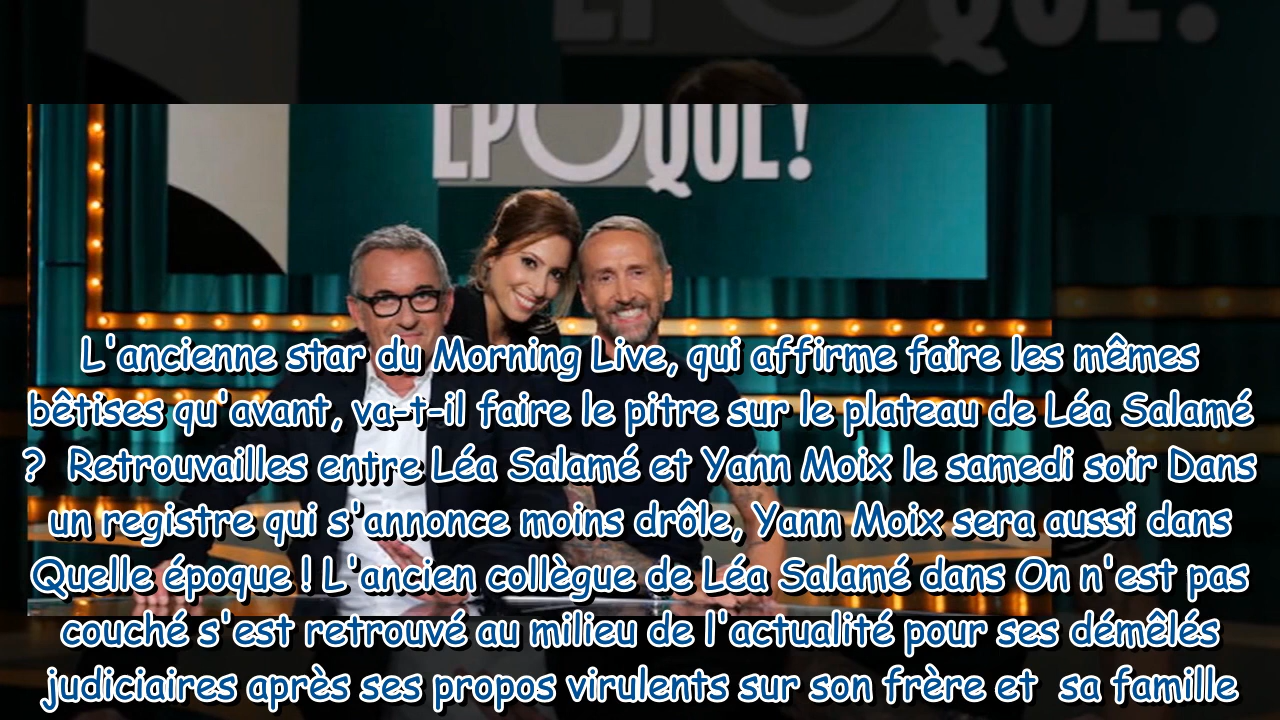 ÉPOQUE!
ÉPOQUE!
L'ancienne star du Morning Live, qui affirme faire les mêmes
bêtises qu'avant, va-t-il faire le pitre sur le plateau de Léa Salamé
? Retrouvailles entre Léa Salamé et Yann Moix le samedi soir Dans
un registre qui s'annonce moins drôle, Yann Moix sera aussi dans
Quelle époque ! L'ancien collègue de Léa Salamé dans On n'est pas
couché s'est retrouvé au milieu de l'actualité pour ses démêlés
judiciaires après ses propos virulents sur son frère et sa famille